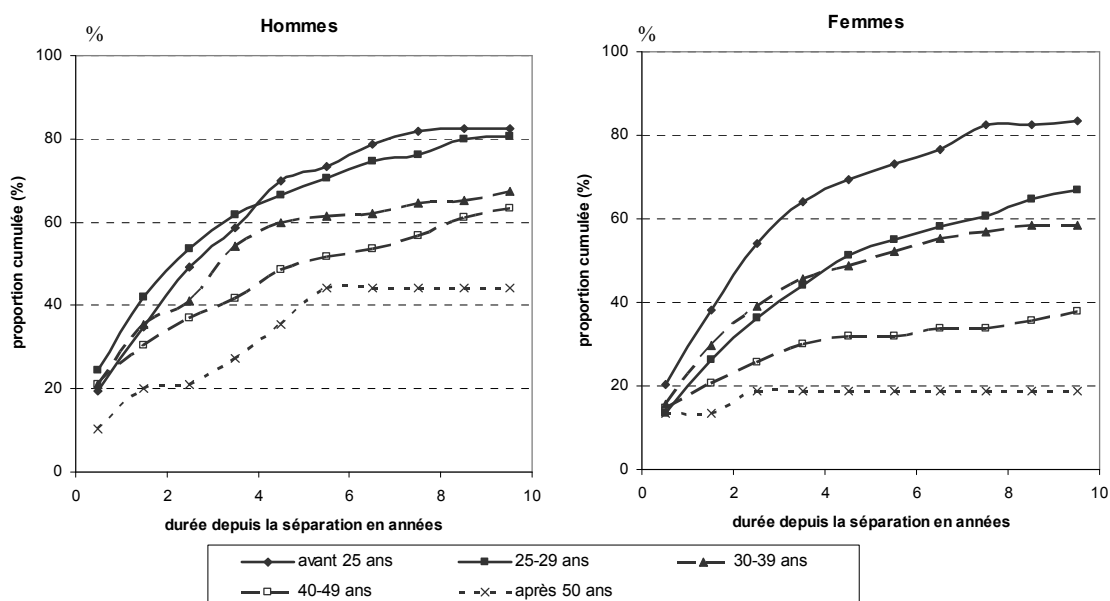 Hommes
%
proportion cumulée (%)
100
80
60
40
20
0
0 2 4 6 8 10
durée depuis la séparation en années
Femmes
%
proportion cumulée (%)
100
80
60
40
20
0
0 2 4 6 8 10
durée depuis la séparation en années
avant 25 ans 25-29 ans 30-39 ans
40-49 ans après 50 ans